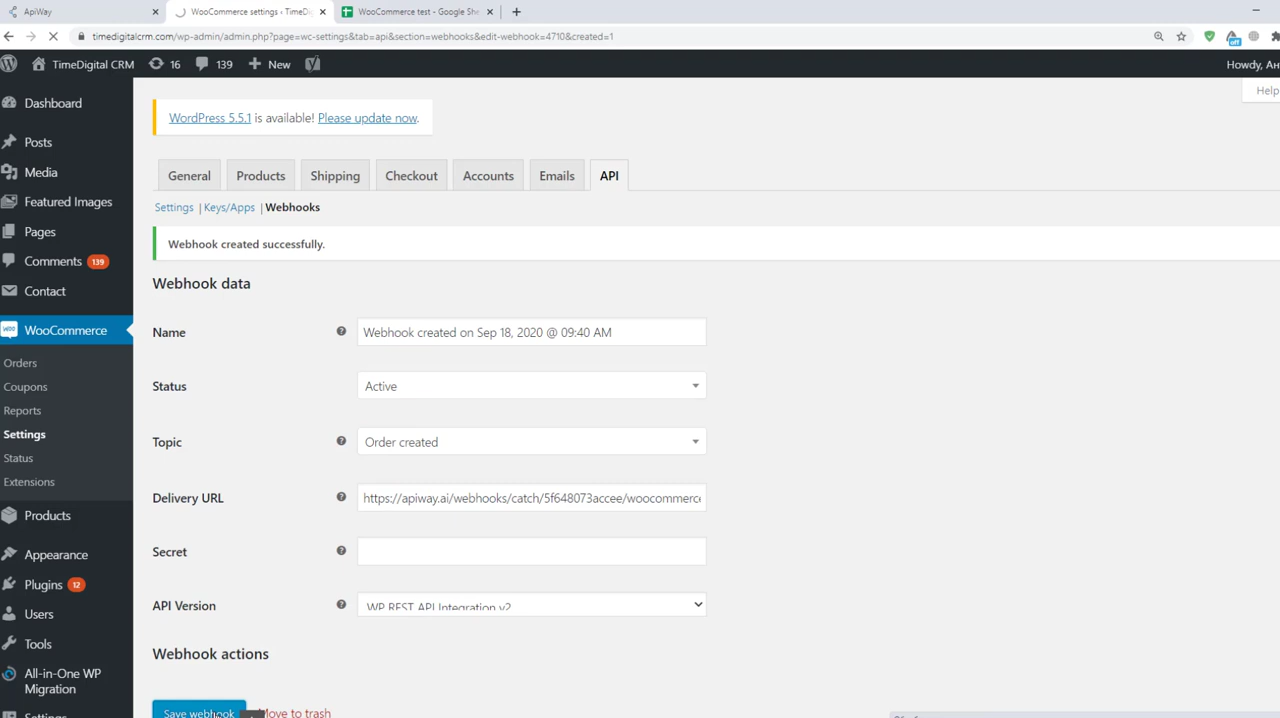 ApiWay
WooCommerce settings ‹ TimeDig
WooCommerce test - Google She
timedigitalcrm.com/wp-admin/admin.php?page=wc-settings&tab=api&section=webhooks&edit-webhook=4710&created=1
off
TimeDigital CRM 16 139 New
Howdy, Ан
Help
WordPress 5.5.1 is available! Please update now.
Dashboard
Posts
Media
Featured Images
Pages
Comments 139
Contact
WooCommerce
Orders
Coupons
Reports
Settings
Status
Extensions
Products
Appearance
Plugins 12
Users
Tools
All-in-One WP
Migration
Settings
General Products Shipping Checkout Accounts Emails API
Settings | Keys/Apps | Webhooks
Webhook created successfully.
Webhook data
Name Webhook created on Sep 18, 2020 @ 09:40 AM
Status Active
Topic Order created
Delivery URL https://apiway.ai/webhooks/catch/5f648073accee/woocommerce
Secret
API Version WP REST API Integration v2
Webhook actions
Save webhook Move to trash